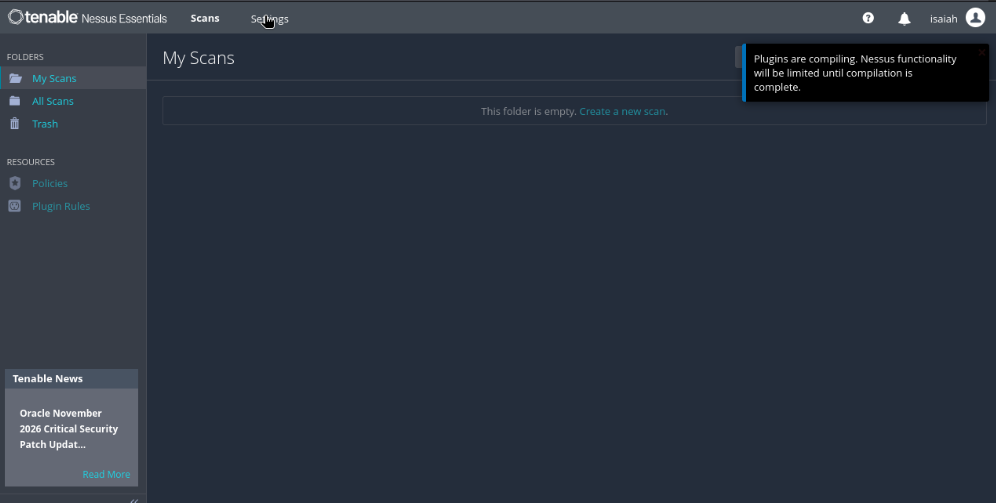 tenable Nessus Essentials
Scans
Settings
isaiah
FOLDERS
My Scans
All Scans
Trash
RESOURCES
Policies
Plugin Rules
Tenable News
Oracle November
2026 Critical Security
Patch Updat...
Read More
My Scans
Plugins are compiling. Nessus functionality
will be limited until compilation is
complete.
This folder is empty. Create a new scan.